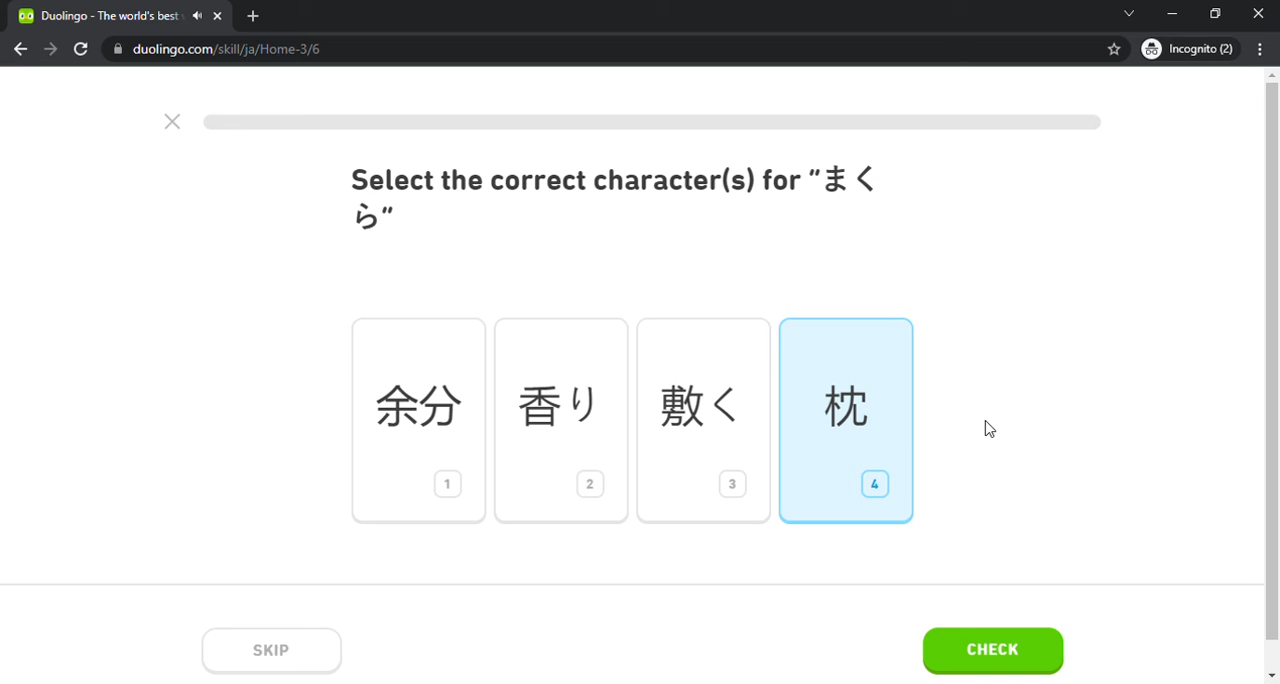 Duolingo - The world's best
duolingo.com/skill/ja/Home-3/6
Incognito (2)
Select the correct character(s) for "まく
ら"
余分
香り
敷く
枕
1
2
3
4
SKIP
CHECK